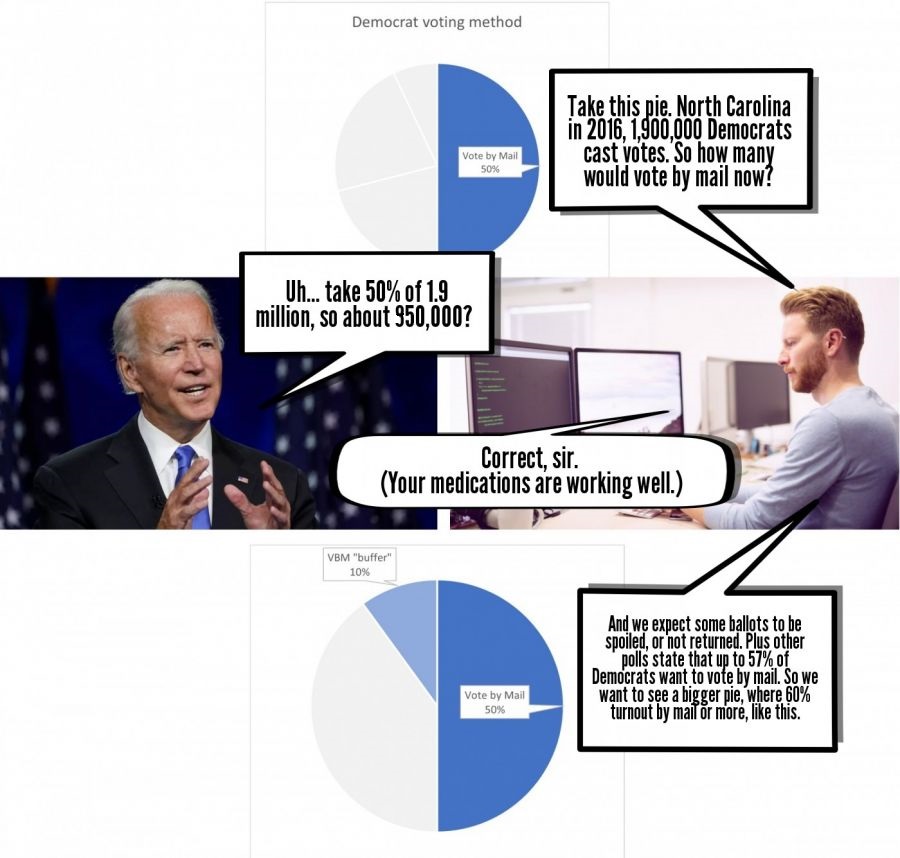 Democrat voting method
Vote by Mail
50%
Take this pie. North Carolina
in 2016, 1,900,000 Democrats
cast votes. So how many
would vote by mail now?
Uh... take 50% of 1.9
million, so about 950,000?
Correct, sir.
(Your medications are working well.)
VBM "buffer"
10%
Vote by Mail
50%
And we expect some ballots to be
spoiled, or not returned. Plus other
polls state that up to 57% of
Democrats want to vote by mail. So we
want to see a bigger pie, where 60%
turnout by mail or more, like this.